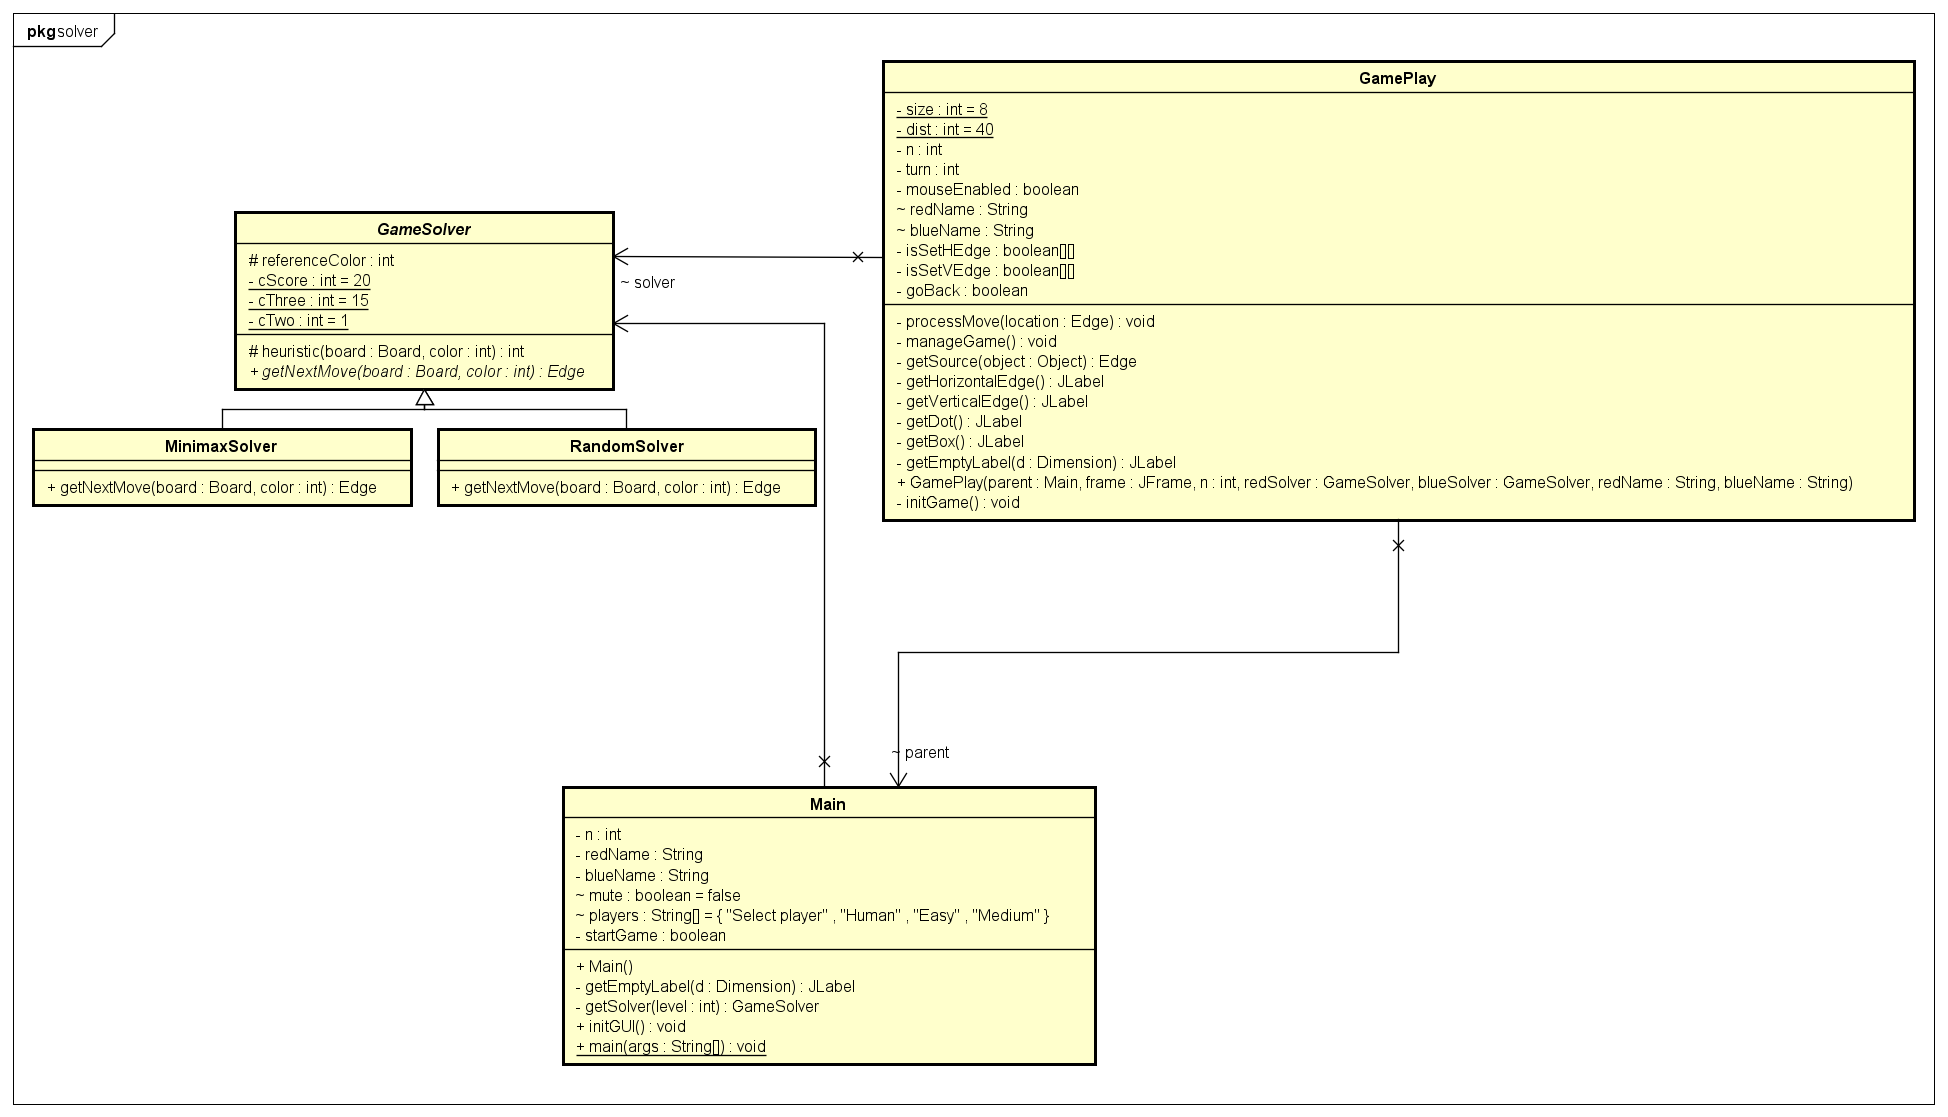 pkg solver
GamePlay
- size : int = 8
- dist : int = 40
- n : int
- turn : int
- mouseEnabled : boolean
~ redName : String
~ blueName : String
- isSetHEdge : boolean[][]
- isSetVEdge : boolean[][]
- goBack : boolean
- processMove(location : Edge) : void
- manageGame() : void
- getSource(object : Object) : Edge
- getHorizontalEdge() : JLabel
- getVerticalEdge() : JLabel
- getDot() : JLabel
- getBox() : JLabel
- getEmptyLabel(d : Dimension) : JLabel
+ GamePlay(parent : Main, frame : JFrame, n : int, redSolver : GameSolver, blueSolver : GameSolver, redName : String, blueName : String)
- initGame() : void
GameSolver
# referenceColor : int
- cScore : int = 20
- cThree : int = 15
- cTwo : int = 1
# heuristic(board : Board, color : int) : int
+ getNextMove(board : Board, color : int) : Edge
~ solver
MinimaxSolver
+ getNextMove(board : Board, color : int) : Edge
RandomSolver
+ getNextMove(board : Board, color : int) : Edge
~ parent
Main
- n : int
- redName : String
- blueName : String
~ mute : boolean = false
~ players : String[] = { "Select player" , "Human" , "Easy" , "Medium" }
- startGame : boolean
+ Main()
- getEmptyLabel(d : Dimension) : JLabel
- getSolver(level : int) : GameSolver
+ initGUI() : void
+ main(args : String[]) : void